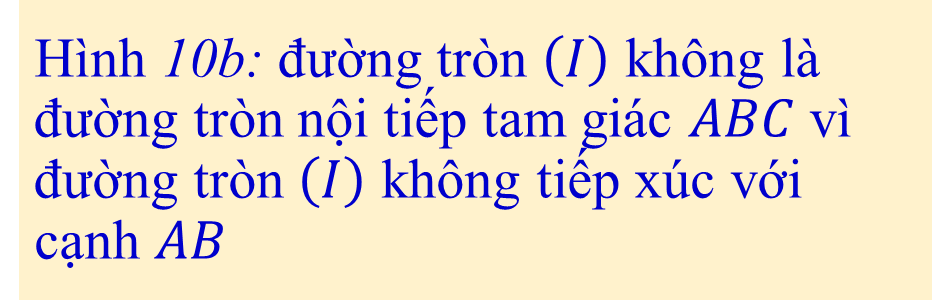 Hình 10b: đường tròn (I) không là
đường tròn nội tiếp tam giác ABC vì
đường tròn (I) không tiếp xúc với
cạnh AB